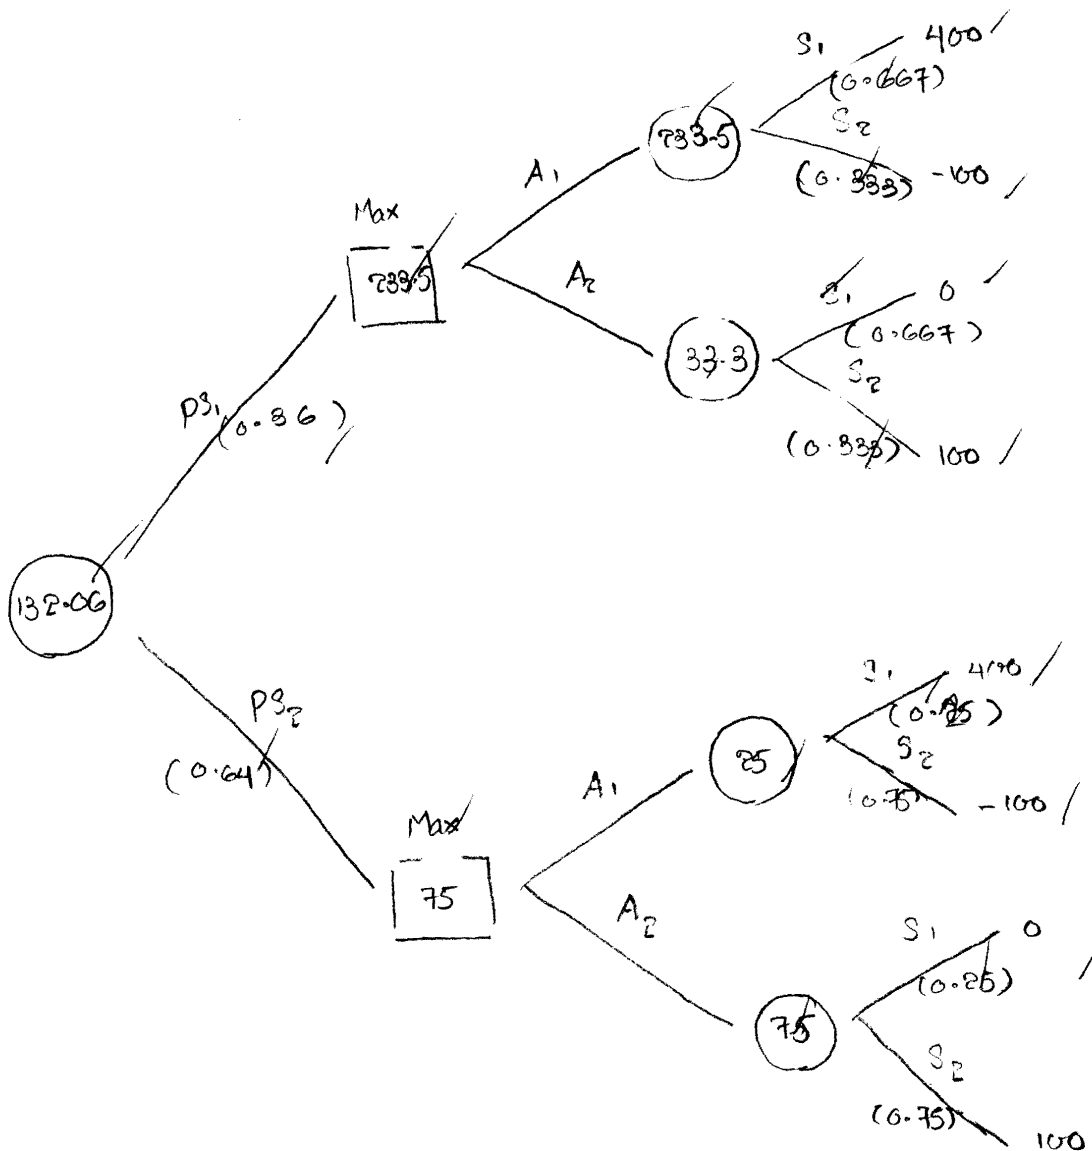 S1 400
(0.667)
S2
(0.333) -100
233.5
A1
Max
233.5
A2
S1 0
(0.667)
33.3
S2
(0.333) 100
PS1
(0.36)
132.06
PS2
(0.64)
S1 400
(0.25)
25
S2
(0.75) -100
A1
Max
75
A2
S1 0
(0.25)
75
S2
(0.75)
100